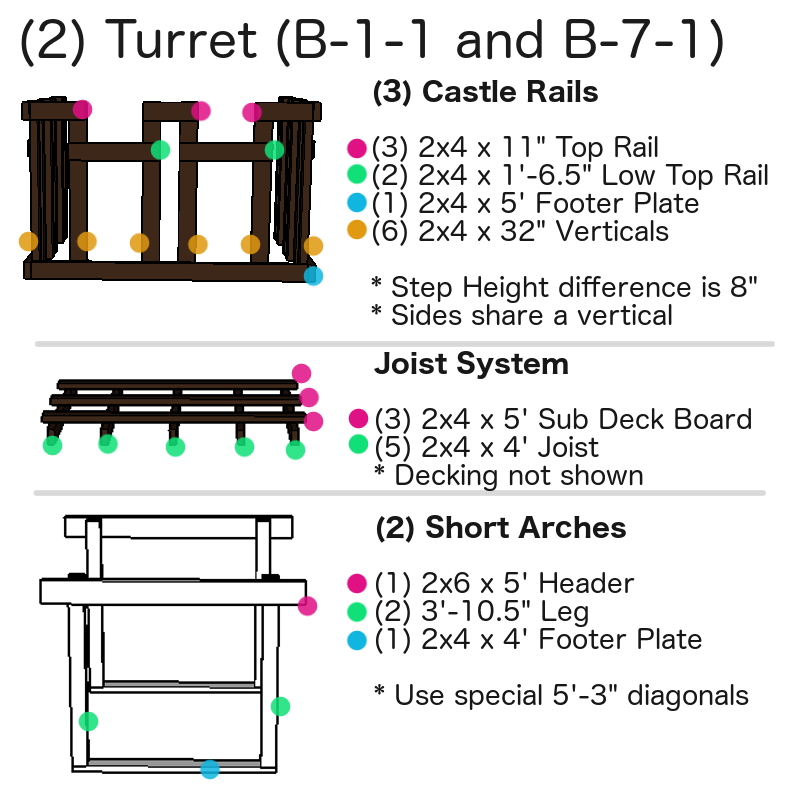 (2) Turret (B-1-1 and B-7-1)
(3) Castle Rails
(3) 2x4 x 11" Top Rail
(2) 2x4 x 1'-6.5" Low Top Rail
(1) 2x4 x 5' Footer Plate
(6) 2x4 x 32" Verticals
* Step Height difference is 8"
* Sides share a vertical
Joist System
(3) 2x4 x 5' Sub Deck Board
(5) 2x4 x 4' Joist
* Decking not shown
(2) Short Arches
(1) 2x6 x 5' Header
(2) 3'-10.5" Leg
(1) 2x4 x 4' Footer Plate
* Use special 5'-3" diagonals